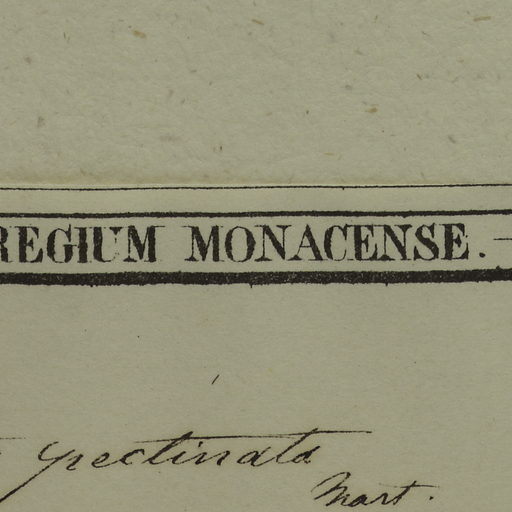 REGIUM MONACENSE. —
pectinata
Mart.